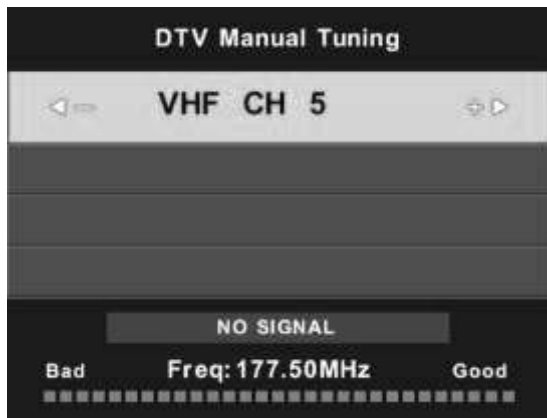 DTV Manual Tuning
VHF CH 5
NO SIGNAL
Bad Freq:177.50MHz Good